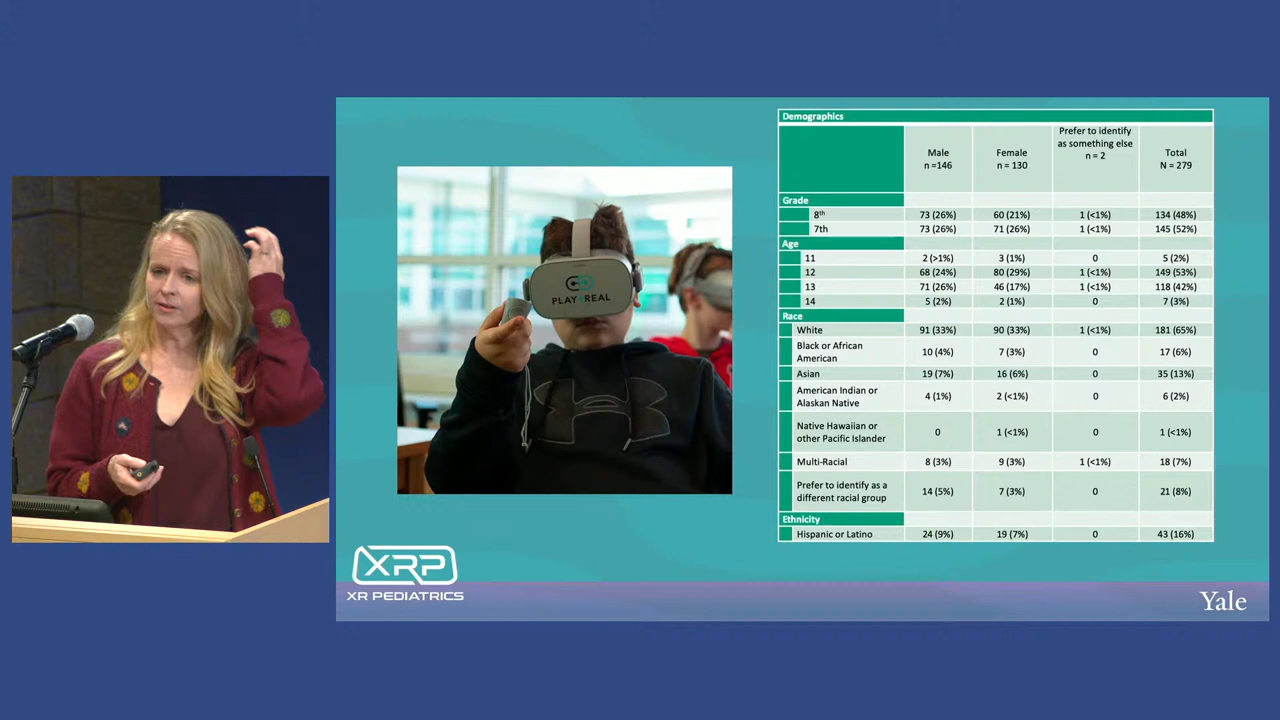 Demographics
Male
n =146
Female
n = 130
Prefer to identify
as something else
n = 2
Total
N = 279
Grade
8th 73 (26%) 60 (21%) 1 (<1%) 134 (48%)
7th 73 (26%) 71 (26%) 1 (<1%) 145 (52%)
Age
11 2 (>1%) 3 (1%) 0 5 (2%)
12 68 (24%) 80 (29%) 1 (<1%) 149 (53%)
13 71 (26%) 46 (17%) 1 (<1%) 118 (42%)
14 5 (2%) 2 (1%) 0 7 (3%)
Race
White 91 (33%) 90 (33%) 1 (<1%) 181 (65%)
Black or African
American 10 (4%) 7 (3%) 0 17 (6%)
Asian 19 (7%) 16 (6%) 0 35 (13%)
American Indian or
Alaskan Native 4 (1%) 2 (<1%) 0 6 (2%)
Native Hawaiian or
other Pacific Islander 0 1 (<1%) 0 1 (<1%)
Multi-Racial 8 (3%) 9 (3%) 1 (<1%) 18 (7%)
Prefer to identify as a
different racial group 14 (5%) 7 (3%) 0 21 (8%)
Ethnicity
Hispanic or Latino 24 (9%) 19 (7%) 0 43 (16%)
PLAY4REAL
XRP
XR PEDIATRICS
Yale